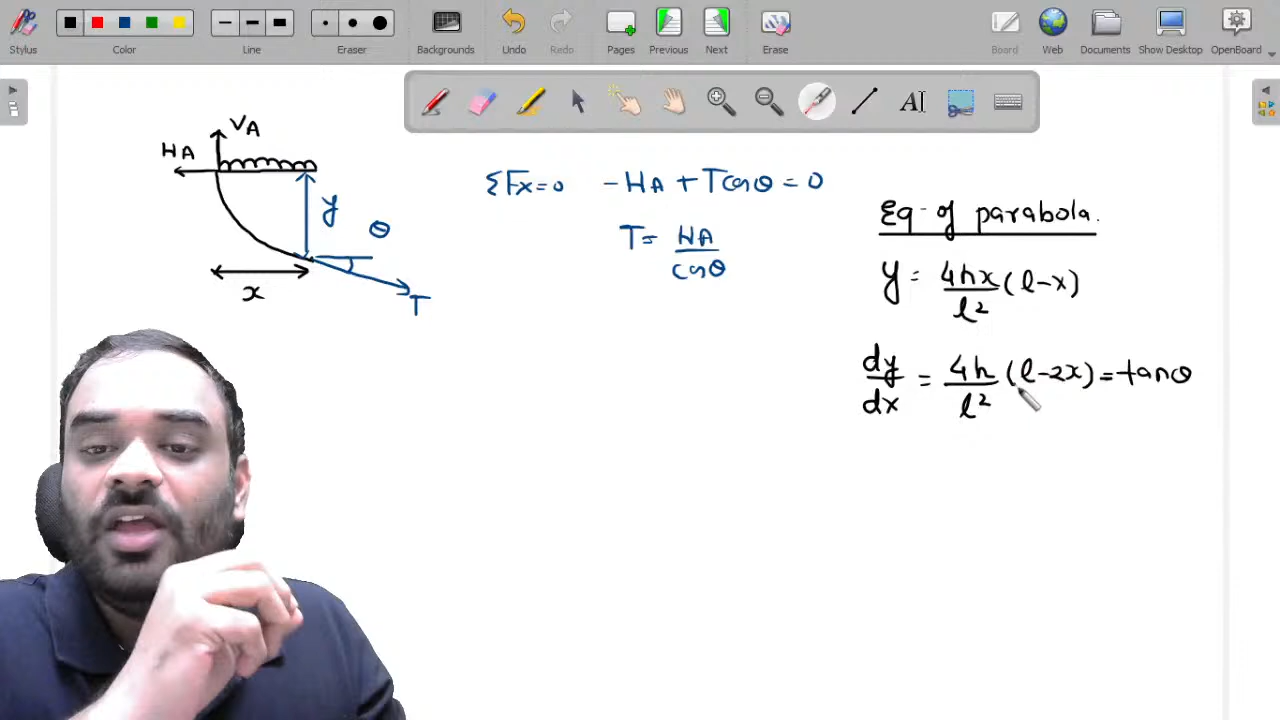 Stylus
Color
Line
Eraser
Backgrounds
Undo
Redo
Pages
Previous
Next
Erase
Board
Web
Documents
Show Desktop
OpenBoard
AI
VA
HA
y
θ
x
T
ΣFx=0 -HA + Tcosθ = 0
T= HA/cosθ
Eq- of parabola.
y = 4hx/l² (l-x)
dy/dx = 4h/l² (l-2x) = tanθ